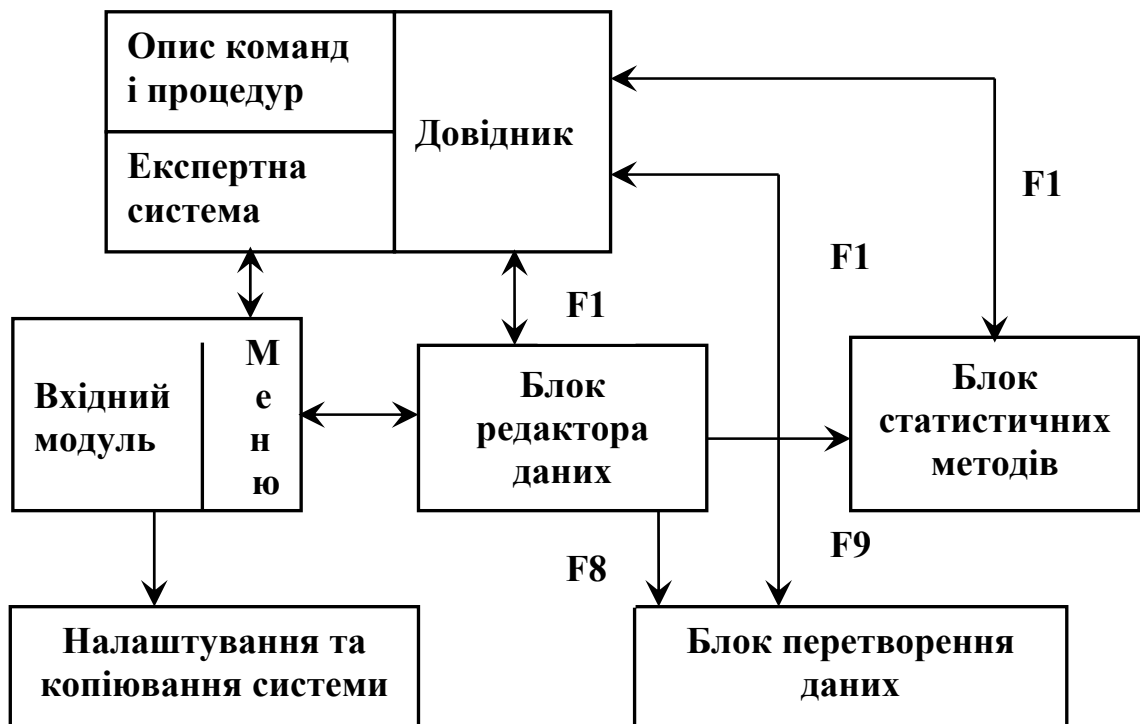 Опис команд
і процедур
Довідник
Експертна
система
F1
F1
F1
Вхідний
модуль
М
е
н
ю
Блок
редактора
даних
Блок
статистичних
методів
F8
F9
Налаштування та
копіювання системи
Блок перетворення
даних